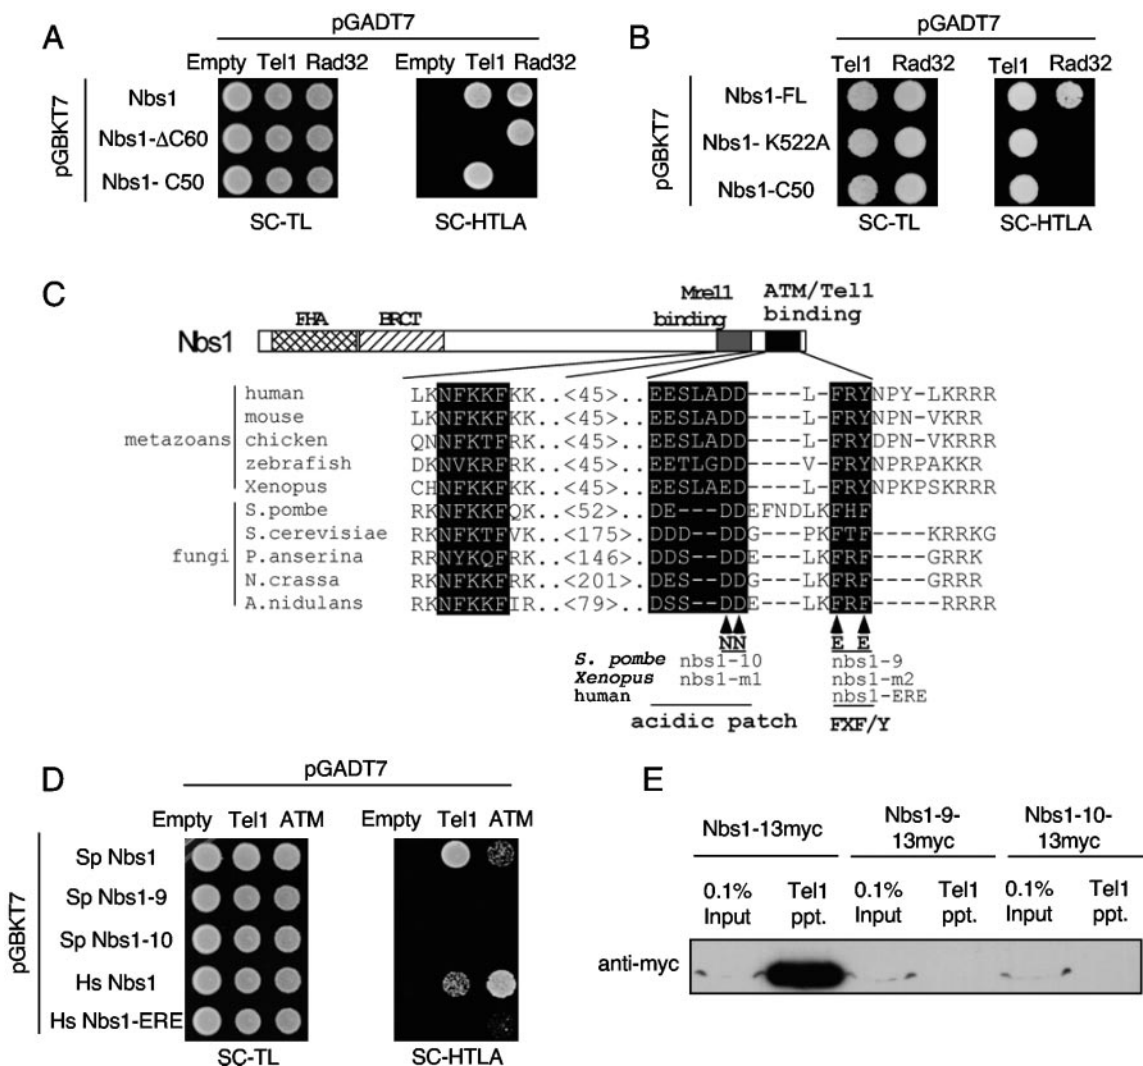 A
pGADT7
Empty Tel1 Rad32
Empty Tel1 Rad32
pGBKT7
Nbs1
Nbs1-ΔC60
Nbs1- C50
SC-TL
SC-HTLA
B
pGADT7
Tel1 Rad32
Tel1 Rad32
pGBKT7
Nbs1-FL
Nbs1- K522A
Nbs1-C50
SC-TL
SC-HTLA
C
Mre11 binding
ATM/Tel1 binding
FHA
BRCT
Nbs1
metazoans
human LKNFKKFKK..<45>..EESLADD----L-FRYNPY-LKRRR
mouse LKNFKKFKK..<45>..EESLADD----L-FRYNPN-VKRRR
chicken QNNFKTFRK..<45>..EESLADD----L-FRYDPN-VKRRR
zebrafish DKNVKRFRK..<45>..EETLGDD----V-FRYNPRPAKKR
Xenopus CHNFKKFKK..<45>..EESLAED----L-FRYNPKPSKRRR
fungi
S.pombe RKNFKKFQK..<52>..DE---DDEFNDLKFHF
S.cerevisiae RKNFKTFVK..<175>..DDD--DDG---PKFTF----KRRKG
P.anserina RRNYKQFRK..<146>..DDS--DDE---LKFRF----GRRK
N.crassa RKNFKKFRK..<201>..DES--DDG---LKFRF----GRRR
A.nidulans RKNFKKFIR..<79>..DSS--DDE---LKFRF-----RRRR
NN
E E
S. pombe nbs1-10 nbs1-9
Xenopus nbs1-m1 nbs1-m2
human nbs1-ERE
acidic patch FXF/Y
D
pGADT7
Empty Tel1 ATM
Empty Tel1 ATM
pGBKT7
Sp Nbs1
Sp Nbs1-9
Sp Nbs1-10
Hs Nbs1
Hs Nbs1-ERE
SC-TL
SC-HTLA
E
Nbs1-13myc
Nbs1-9-
13myc
Nbs1-10-
13myc
0.1% Input
Tel1 ppt.
0.1% Input
Tel1 ppt.
0.1% Input
Tel1 ppt.
anti-myc